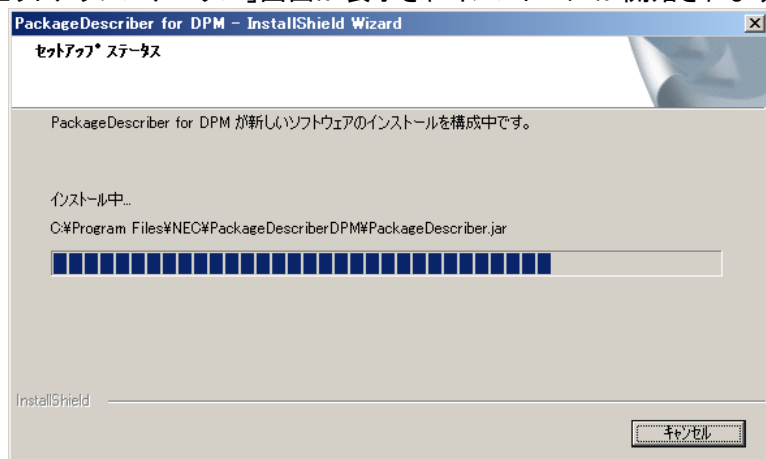 PackageDescriber for DPM - InstallShield Wizard
セットアップ ステータス
PackageDescriber for DPM が新しいソフトウェアのインストールを構成中です。
インストール中...
C:¥Program Files¥NEC¥PackageDescriberDPM¥PackageDescriber.jar
InstallShield
キャンセル